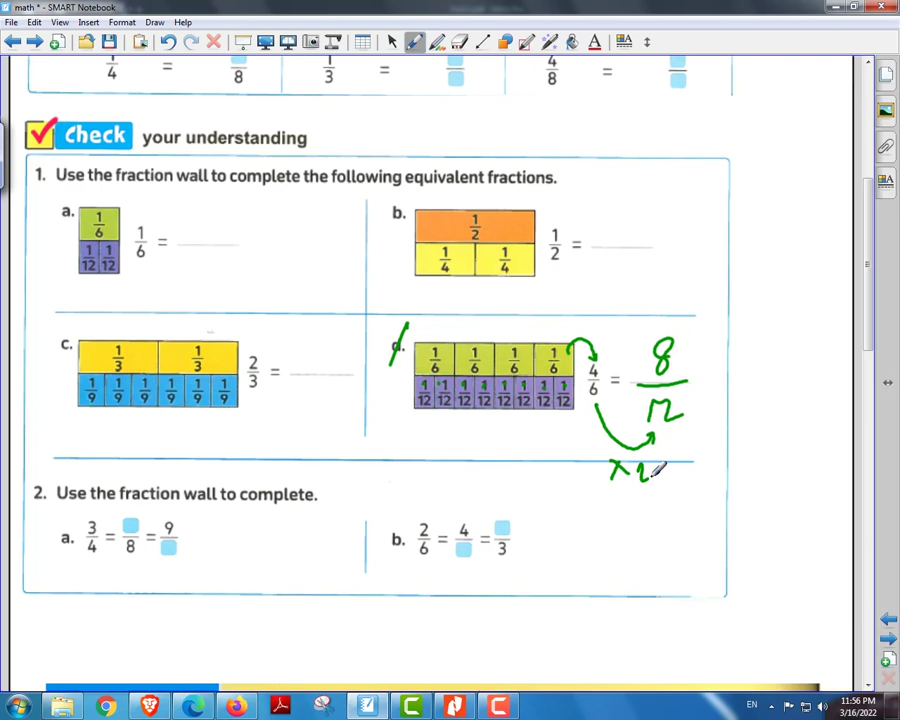 math * - SMART Notebook
File Edit View Insert Format Draw Help
1/4 = /8 1/3 = 4/8 =
Check your understanding
1. Use the fraction wall to complete the following equivalent fractions.
a. 1/6 1/12 1/12 1/6 =
b. 1/2 1/4 1/4 1/2 =
c. 1/3 1/3 1/9 1/9 1/9 1/9 1/9 1/9 2/3 =
d. 1/6 1/6 1/6 1/6 1/12 1/12 1/12 1/12 1/12 1/12 1/12 1/12 4/6 = 8/12
×2
2. Use the fraction wall to complete.
a. 3/4 = /8 = 9/
b. 2/6 = 4/ = /3
EN 11:56 PM
3/16/2022